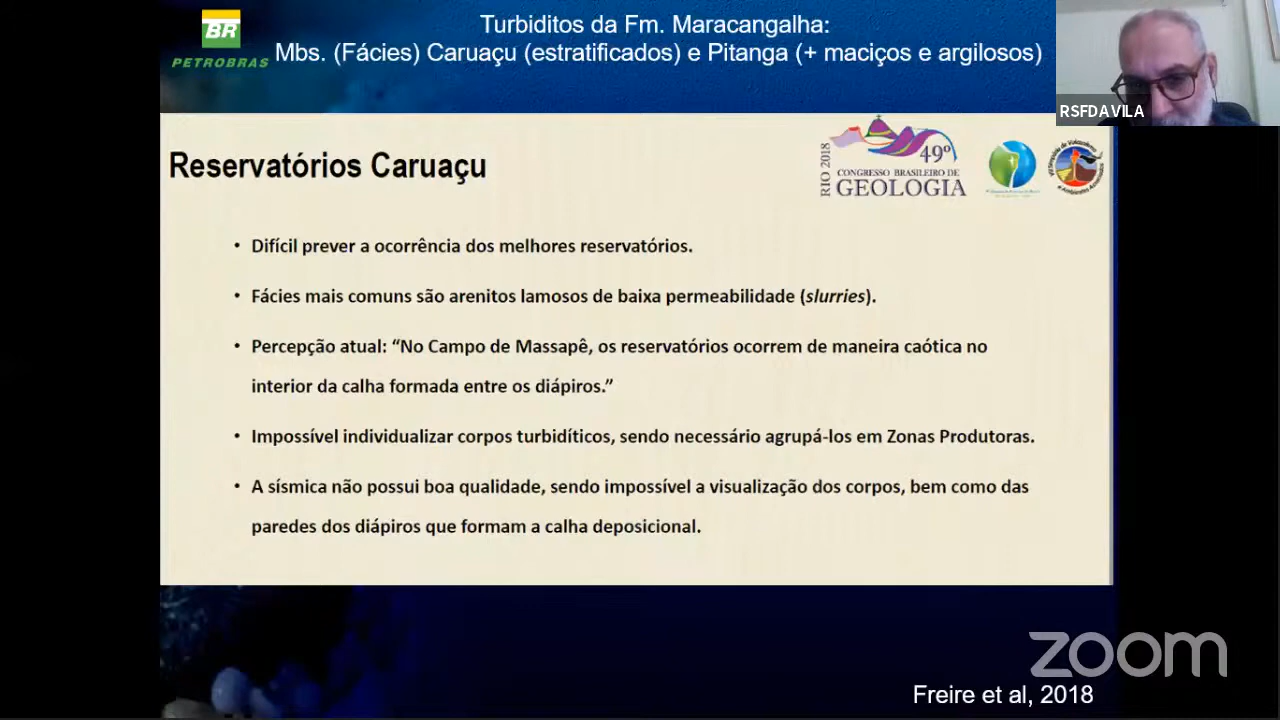 BR
PETROBRAS
Turbiditos da Fm. Maracangalha:
Mbs. (Fácies) Caruaçu (estratificados) e Pitanga (+ maciços e argilosos)
RSFDAVILA
Reservatórios Caruaçu
RIO 2018
49º
CONGRESSO BRASILEIRO DE
GEOLOGIA
• Difícil prever a ocorrência dos melhores reservatórios.
• Fácies mais comuns são arenitos lamosos de baixa permeabilidade (slurries).
• Percepção atual: “No Campo de Massapê, os reservatórios ocorrem de maneira caótica no
interior da calha formada entre os diápiros.”
• Impossível individualizar corpos turbidíticos, sendo necessário agrupá-los em Zonas Produtoras.
• A sísmica não possui boa qualidade, sendo impossível a visualização dos corpos, bem como das
paredes dos diápiros que formam a calha deposicional.
zoom
Freire et al, 2018